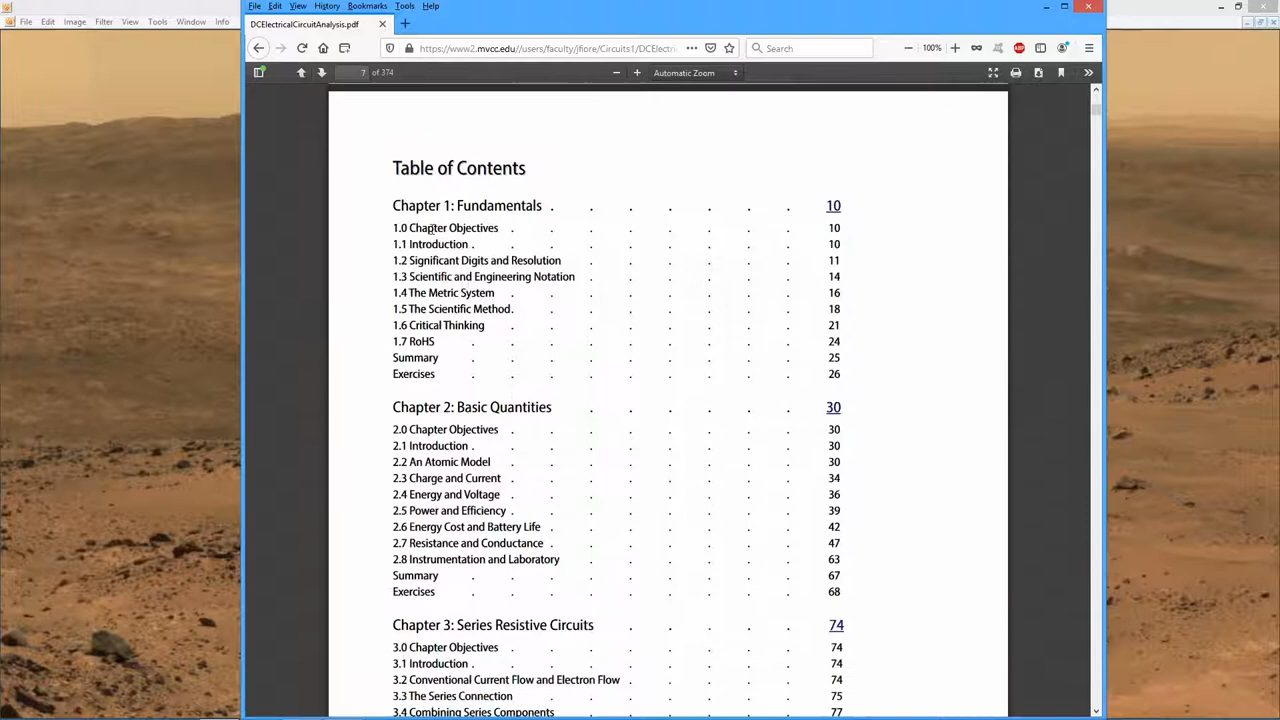 File Edit View History Bookmarks Tools Help
File Edit Image Filter View Tools Window Info
DCElectricalCircuitAnalysis.pdf
https://www2.mvcc.edu//users/faculty/jfiore/Circuits1/DCElectri
Search
100%
ABP
7 of 374
Automatic Zoom
Table of Contents
Chapter 1: Fundamentals . . . . . . . 10
1.0 Chapter Objectives . . . . . . . . 10
1.1 Introduction . . . . . . . . . 10
1.2 Significant Digits and Resolution . . . . . . 11
1.3 Scientific and Engineering Notation . . . . . . 14
1.4 The Metric System . . . . . . . . 16
1.5 The Scientific Method. . . . . . . . 18
1.6 Critical Thinking . . . . . . . . 21
1.7 RoHS . . . . . . . . . 24
Summary . . . . . . . . . 25
Exercises . . . . . . . . . 26
Chapter 2: Basic Quantities . . . . . . 30
2.0 Chapter Objectives . . . . . . . . 30
2.1 Introduction . . . . . . . . . 30
2.2 An Atomic Model . . . . . . . . 30
2.3 Charge and Current . . . . . . . . 34
2.4 Energy and Voltage . . . . . . . . 36
2.5 Power and Efficiency . . . . . . . . 39
2.6 Energy Cost and Battery Life . . . . . . . 42
2.7 Resistance and Conductance . . . . . . . 47
2.8 Instrumentation and Laboratory . . . . . . 63
Summary . . . . . . . . . 67
Exercises . . . . . . . . . 68
Chapter 3: Series Resistive Circuits . . . . . 74
3.0 Chapter Objectives . . . . . . . . 74
3.1 Introduction . . . . . . . . . 74
3.2 Conventional Current Flow and Electron Flow . . . . . 74
3.3 The Series Connection . . . . . . . 75
3.4 Combining Series Components . . . . . . 77